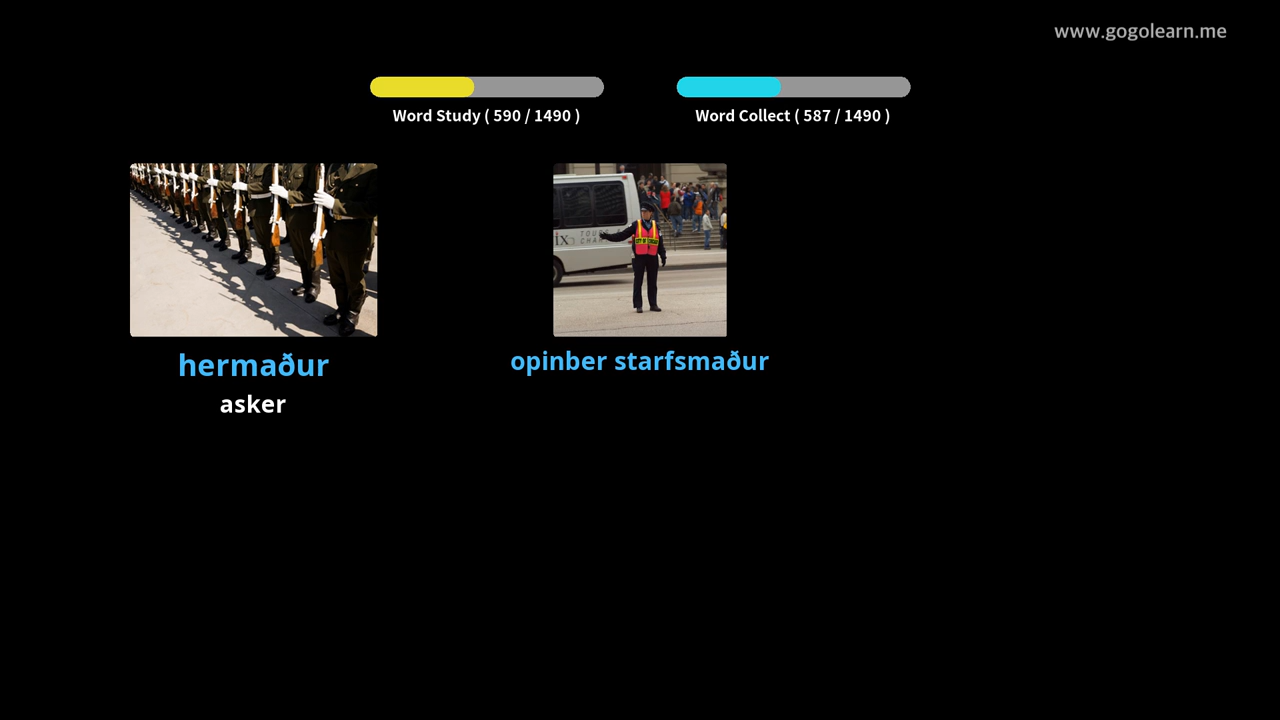 www.gogolearn.me
Word Study ( 590 / 1490 )
Word Collect ( 587 / 1490 )
hermaður
asker
opinber starfsmaður